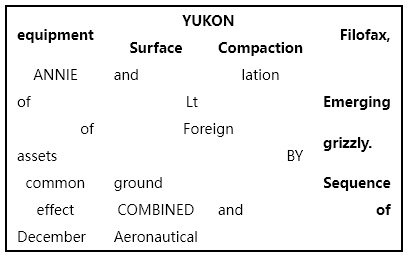 YUKON
equipment Filofax,
Surface Compaction
ANNIE and lation
of Lt Emerging
of Foreign
grizzly.
assets BY
common ground Sequence
effect COMBINED and of
December Aeronautical